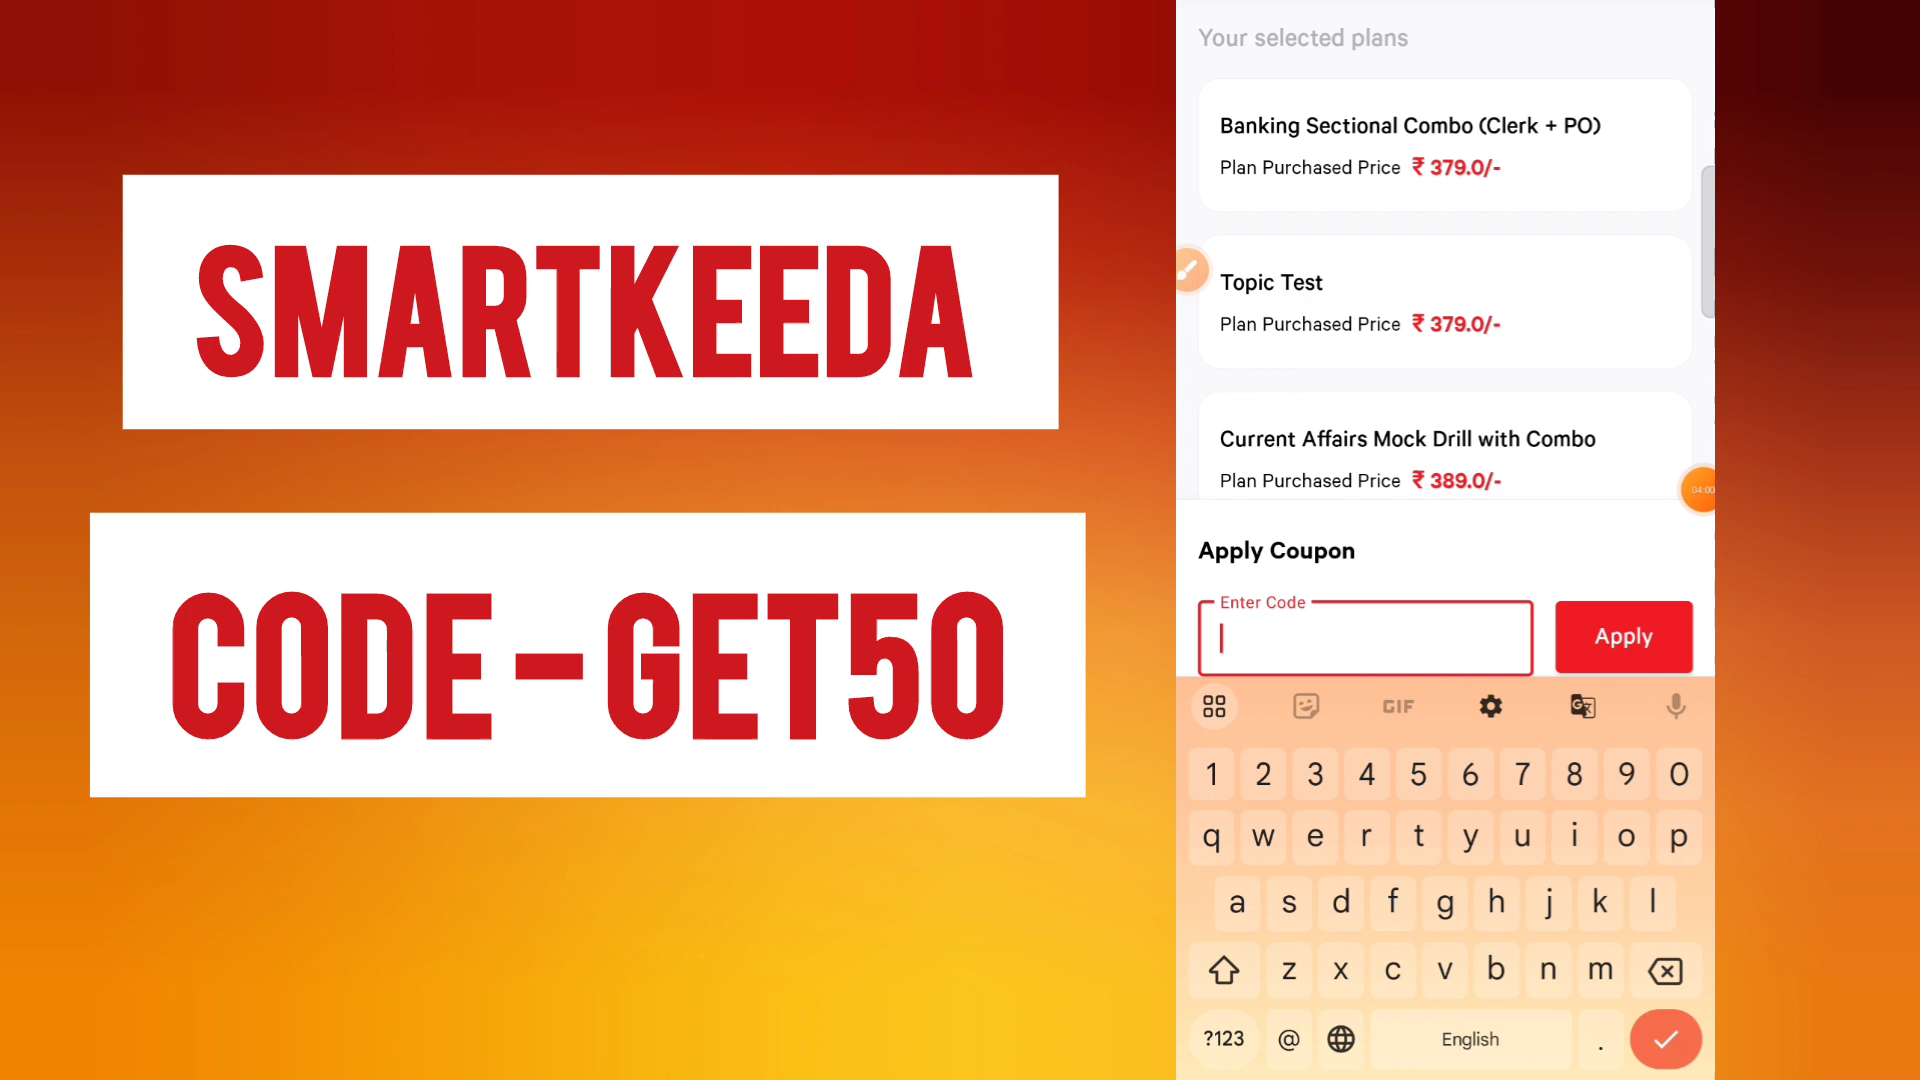 SMARTKEEDA
CODE-GET50
Your selected plans
Banking Sectional Combo (Clerk + PO)
Plan Purchased Price ₹ 379.0/-
Topic Test
Plan Purchased Price ₹ 379.0/-
Current Affairs Mock Drill with Combo
Plan Purchased Price ₹ 389.0/-
04:00
Apply Coupon
Enter Code
Apply
GIF
1 2 3 4 5 6 7 8 9 0
q w e r t y u i o p
a s d f g h j k l
z x c v b n m
?123 @ English .